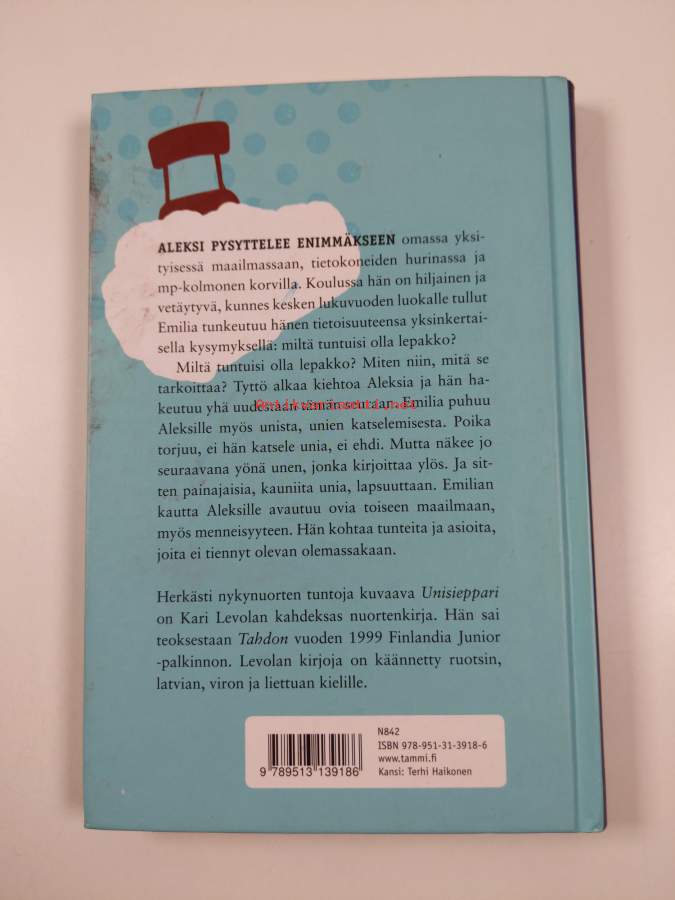 ALEKSI PYSYTTELEE ENIMMÄKSEEN omassa yksi-
tyisessä maailmassaan, tietokoneiden hurinassa ja
mp-kolmonen korvilla. Koulussa hän on hiljainen ja
vetäytyvä, kunnes kesken lukuvuoden luokalle tullut
Emilia tunkeutuu hänen tietoisuuteensa yksinkertai-
sella kysymyksellä: miltä tuntuisi olla lepakko?
Miltä tuntuisi olla lepakko? Miten niin, mitä se
tarkoittaa? Tyttö alkaa kiehtoa Aleksia ja hän ha-
keutuu yhä uudestaan tämän seuraan. Emilia puhuu
Antikvariaatti.net
Aleksille myös unista, unien katselemisesta. Poika
torjuu, ei hän katsele unia, ei ehdi. Mutta näkee jo
seuraavana yönä unen, jonka kirjoittaa ylös. Ja sit-
ten painajaisia, kauniita unia, lapsuuttaan. Emilian
kautta Aleksille avautuu ovia toiseen maailmaan,
myös menneisyyteen. Hän kohtaa tunteita ja asioita,
joita ei tiennyt olevan olemassakaan.
Herkästi nykynuorten tuntoja kuvaava Unisieppari
on Kari Levolan kahdeksas nuortenkirja. Hän sai
teoksestaan Tahdon vuoden 1999 Finlandia Junior
-palkinnon. Levolan kirjoja on käännetty ruotsin,
latvian, viron ja liettuan kielille.
N842
ISBN 978-951-31-3918-6
www.tammi.fi
Kansi: Terhi Haikonen
9 789513 139186